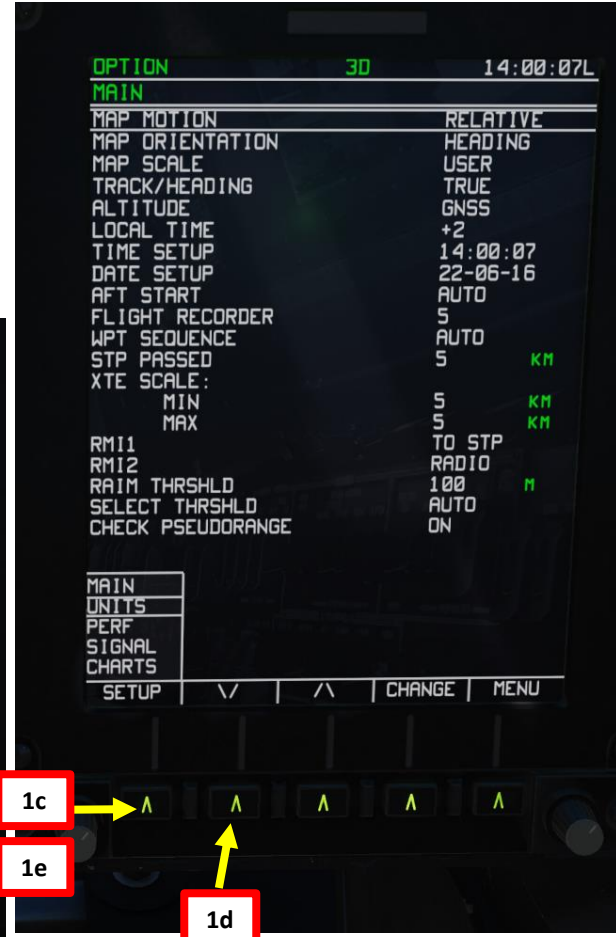 OPTION 3D 14:00:07L
MAIN
MAP MOTION RELATIVE
MAP ORIENTATION HEADING
MAP SCALE USER
TRACK/HEADING TRUE
ALTITUDE GNSS
LOCAL TIME +2
TIME SETUP 14:00:07
DATE SETUP 22-06-16
AFT START AUTO
FLIGHT RECORDER 5
WPT SEQUENCE AUTO
STP PASSED 5 KM
XTE SCALE:
MIN 5 KM
MAX 5 KM
RMI1 TO STP
RMI2 RADIO
RAIM THRSHLD 100 M
SELECT THRSHLD AUTO
CHECK PSEUDORANGE ON
MAIN
UNITS
PERF
SIGNAL
CHARTS
SETUP \/ /\ CHANGE MENU
1c
1e
1d